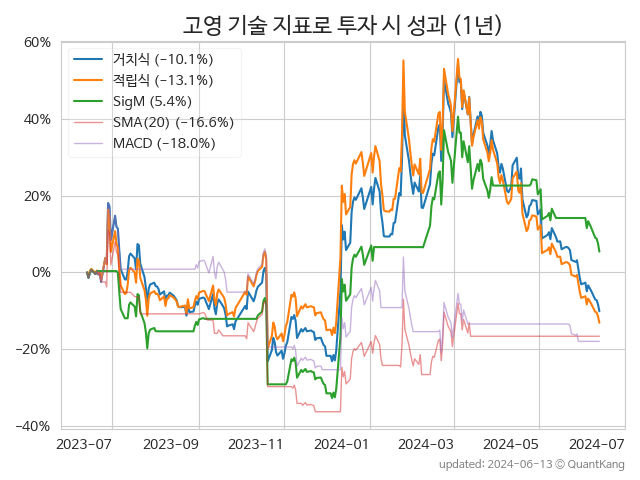 고영 기술 지표로 투자 시 성과 (1년)
60%
40%
20%
0%
−20%
−40%
거치식 (−10.1%)
적립식 (−13.1%)
SigM (5.4%)
SMA(20) (−16.6%)
MACD (−18.0%)
2023-07 2023-09 2023-11 2024-01 2024-03 2024-05 2024-07
updated: 2024-06-13 © QuantKang